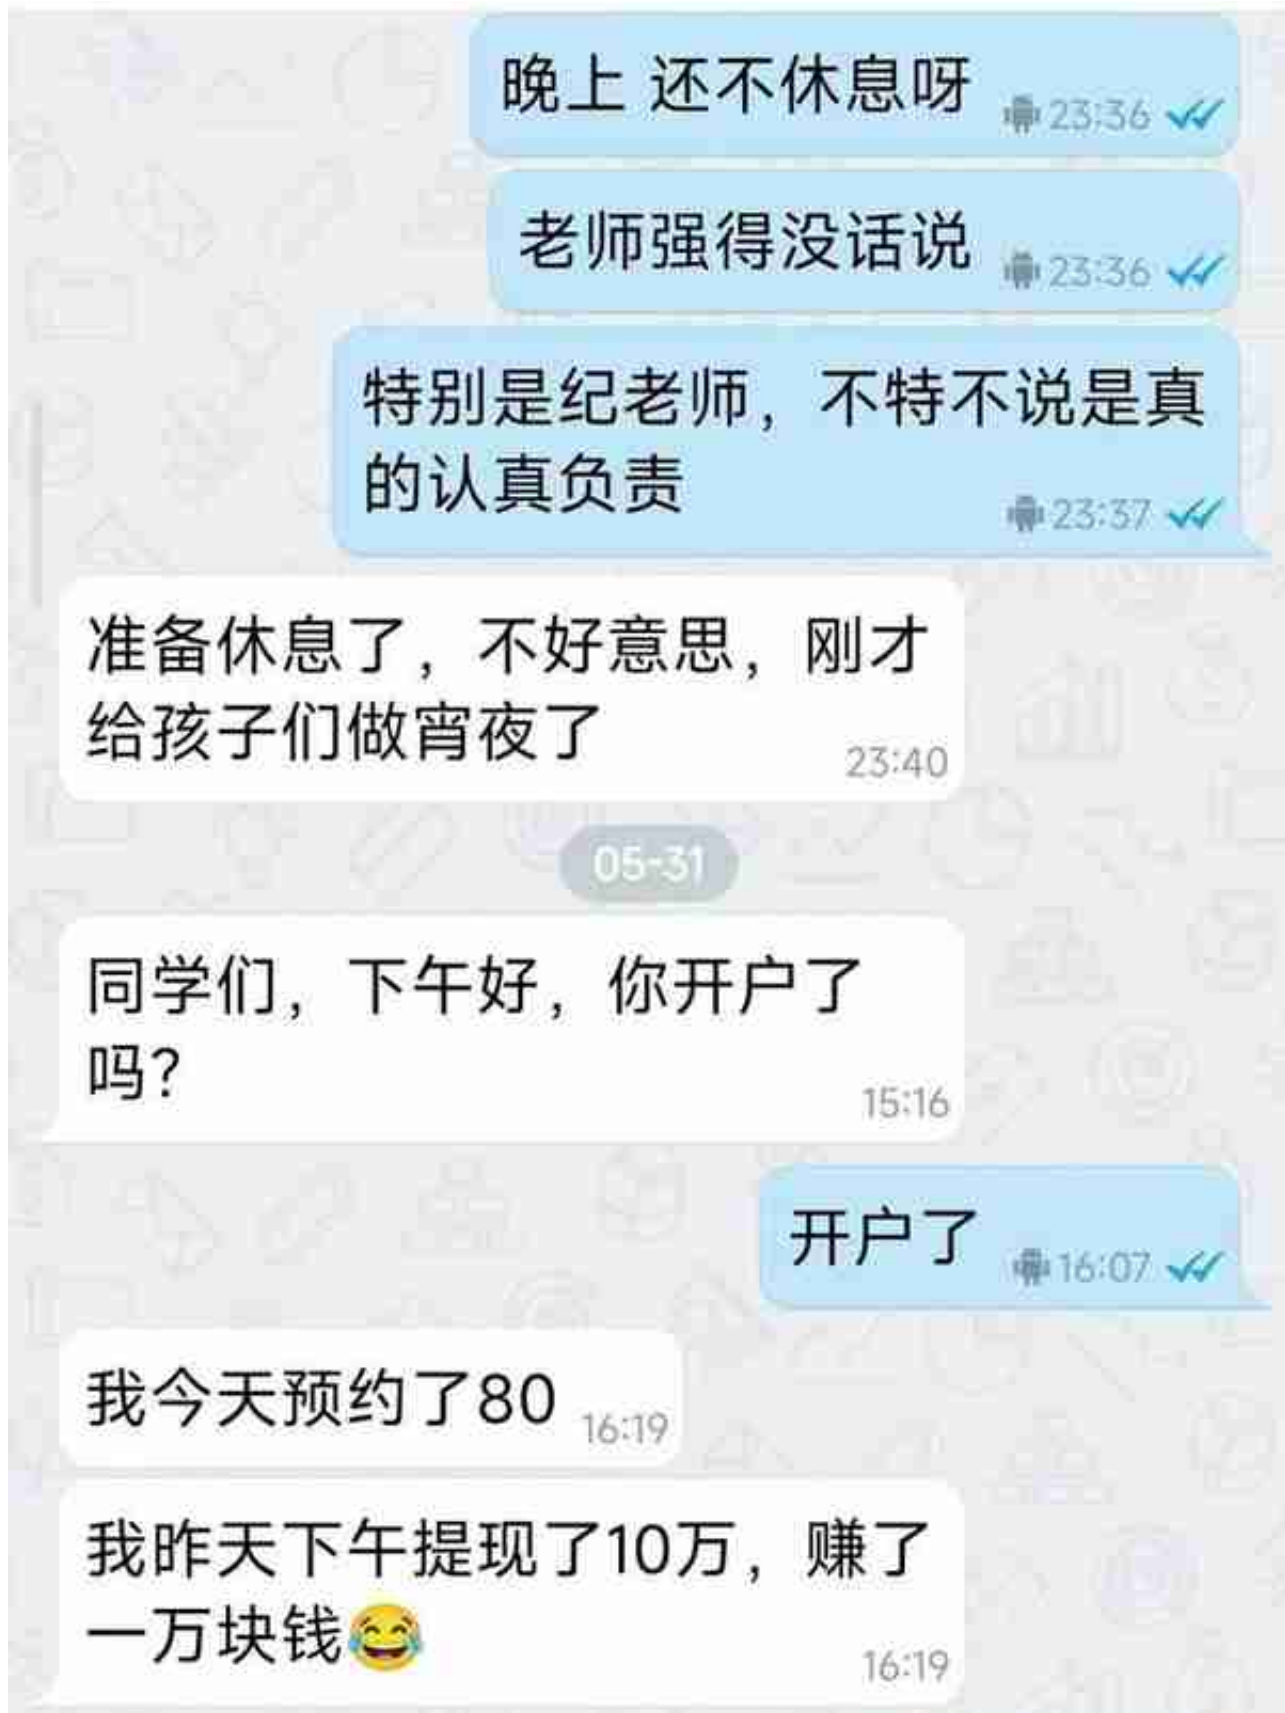 晚上 还不休息呀
23:36
老师强得没话说
23:36
特别是纪老师，不特不说是真
的认真负责
23:37
准备休息了，不好意思，刚才
给孩子们做宵夜了
23:40
05-31
同学们，下午好，你开户了
吗？
15:16
开户了
16:07
我今天预约了80
16:19
我昨天下午提现了10万，赚了
一万块钱😂
16:19